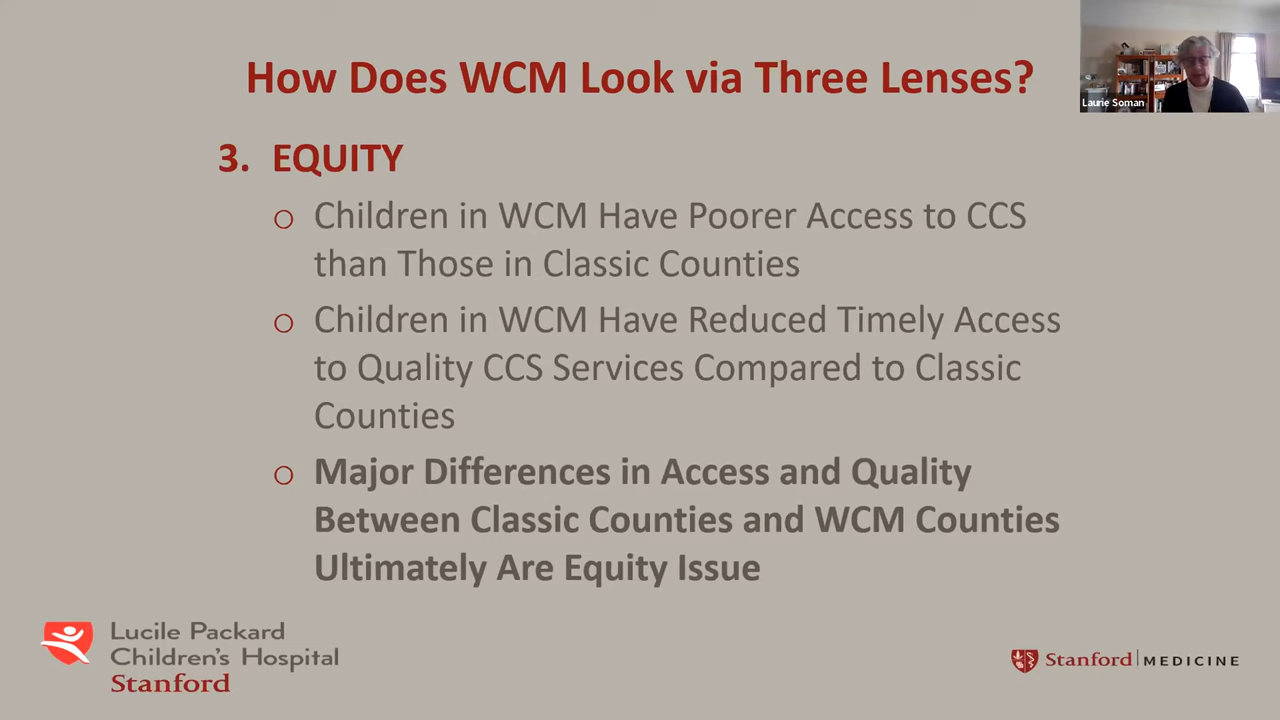 How Does WCM Look via Three Lenses?
Laurie Soman
3. EQUITY
o Children in WCM Have Poorer Access to CCS
than Those in Classic Counties
o Children in WCM Have Reduced Timely Access
to Quality CCS Services Compared to Classic
Counties
o Major Differences in Access and Quality
Between Classic Counties and WCM Counties
Ultimately Are Equity Issue
Lucile Packard
Children's Hospital
Stanford
Stanford MEDICINE